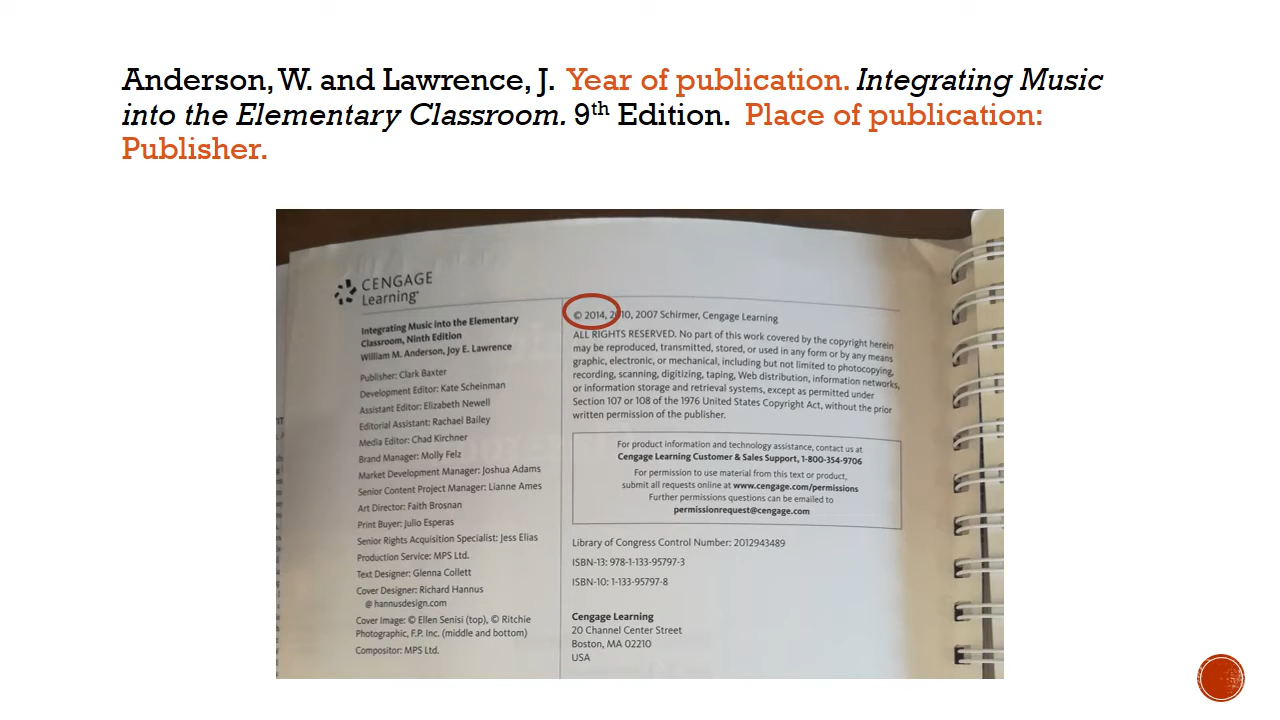 Anderson, W. and Lawrence, J. Year of publication. Integrating Music
into the Elementary Classroom. 9th Edition. Place of publication:
Publisher.
CENGAGE
Learning®
Integrating Music into the Elementary
Classroom, Ninth Edition
William M. Anderson, Joy E. Lawrence
Publisher: Clark Baxter
Development Editor: Kate Scheinman
Assistant Editor: Elizabeth Newell
Editorial Assistant: Rachael Bailey
Media Editor: Chad Kirchner
Brand Manager: Molly Felz
Market Development Manager: Joshua Adams
Senior Content Project Manager: Lianne Ames
Art Director: Faith Brosnan
Print Buyer: Julio Esperas
Senior Rights Acquisition Specialist: Jess Elias
Production Service: MPS Ltd.
Text Designer: Glenna Collett
Cover Designer: Richard Hannus
@ hannusdesign.com
Cover Image: © Ellen Senisi (top), © Ritchie
Photographic, F.P. Inc. (middle and bottom)
Compositor: MPS Ltd.
© 2014, 2010, 2007 Schirmer, Cengage Learning
ALL RIGHTS RESERVED. No part of this work covered by the copyright herein
may be reproduced, transmitted, stored, or used in any form or by any means
graphic, electronic, or mechanical, including but not limited to photocopying,
recording, scanning, digitizing, taping, Web distribution, information networks,
or information storage and retrieval systems, except as permitted under
Section 107 or 108 of the 1976 United States Copyright Act, without the prior
written permission of the publisher.
For product information and technology assistance, contact us at
Cengage Learning Customer & Sales Support, 1-800-354-9706
For permission to use material from this text or product,
submit all requests online at www.cengage.com/permissions
Further permissions questions can be emailed to
permissionrequest@cengage.com
Library of Congress Control Number: 2012943489
ISBN-13: 978-1-133-95797-3
ISBN-10: 1-133-95797-8
Cengage Learning
20 Channel Center Street
Boston, MA 02210
USA